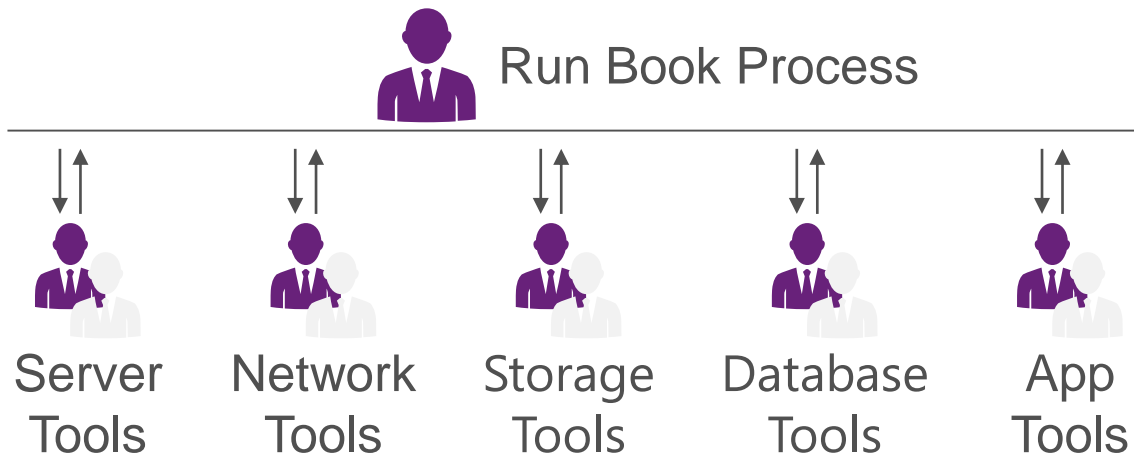 Run Book Process
Server
Tools
Network
Tools
Storage
Tools
Database
Tools
App
Tools